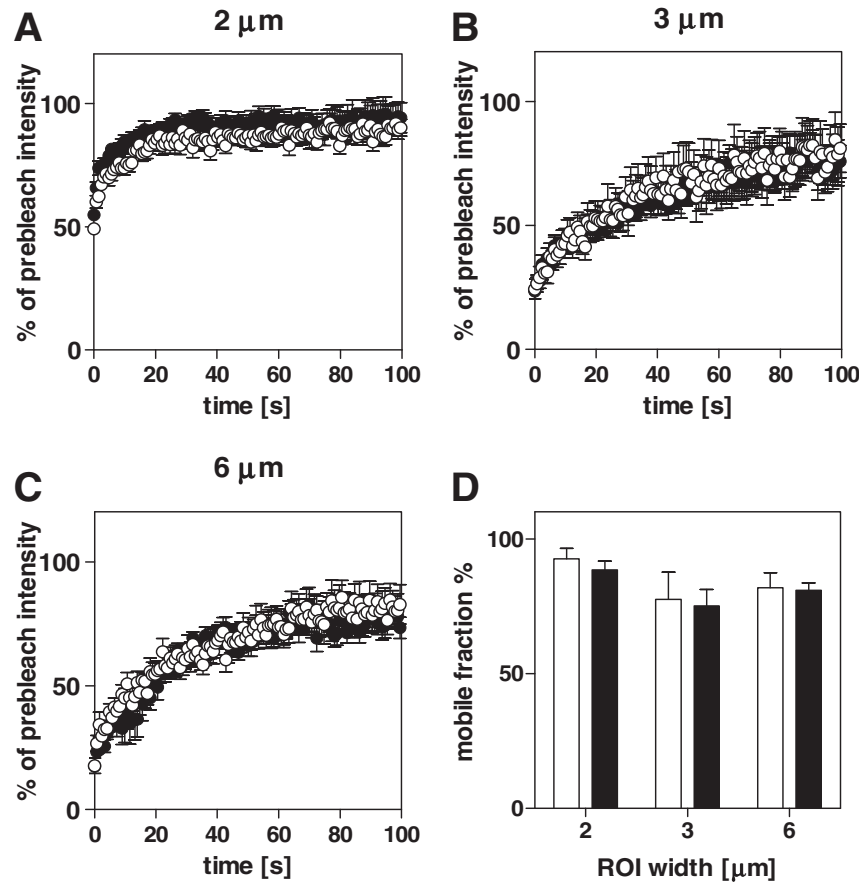 A
2 μm
% of prebleach intensity
100
50
0
0 20 40 60 80 100
time [s]
B
3 μm
% of prebleach intensity
100
50
0
0 20 40 60 80 100
time [s]
C
6 μm
% of prebleach intensity
100
50
0
0 20 40 60 80 100
time [s]
D
mobile fraction %
100
50
0
2 3 6
ROI width [μm]